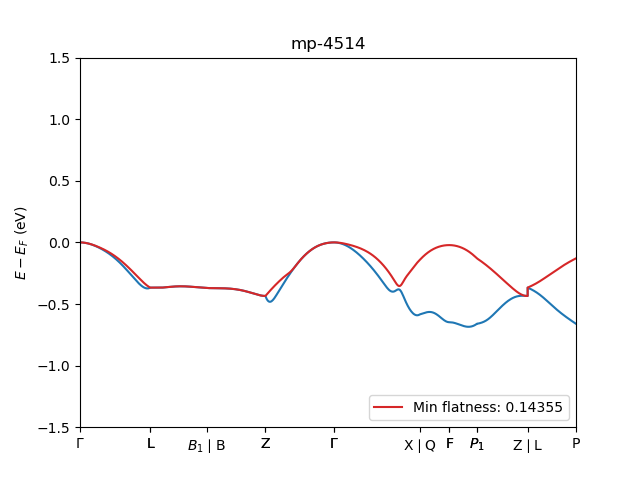 mp-4514
1.5
1.0
0.5
0.0
−0.5
−1.0
−1.5
E − E_F (eV)
Min flatness: 0.14355
Γ L B₁ | B Z Γ X | Q F P₁ Z | L P